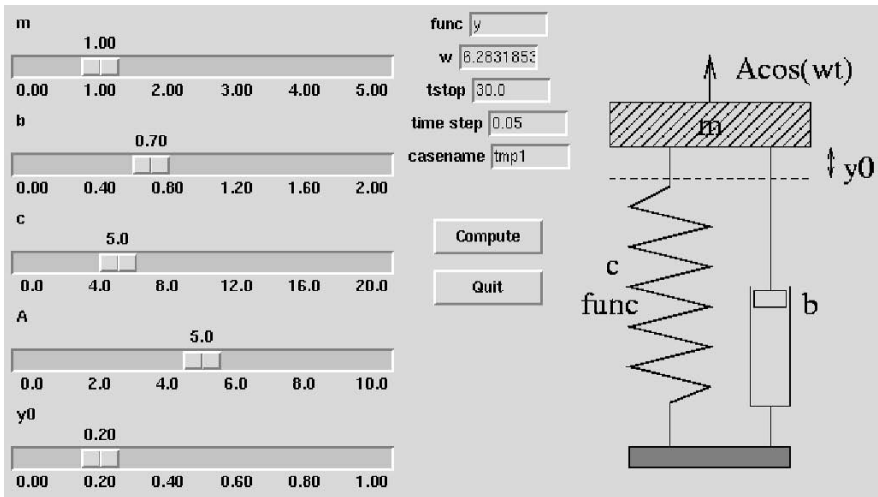 m
1.00
0.00 1.00 2.00 3.00 4.00 5.00
b
0.70
0.00 0.40 0.80 1.20 1.60 2.00
c
5.0
0.0 4.0 8.0 12.0 16.0 20.0
A
5.0
0.0 2.0 4.0 6.0 8.0 10.0
y0
0.20
0.00 0.20 0.40 0.60 0.80 1.00
func y
w 6.2831853
tstop 30.0
time step 0.05
casename tmp1
Compute
Quit
Acos(wt)
m
y0
c
func
b